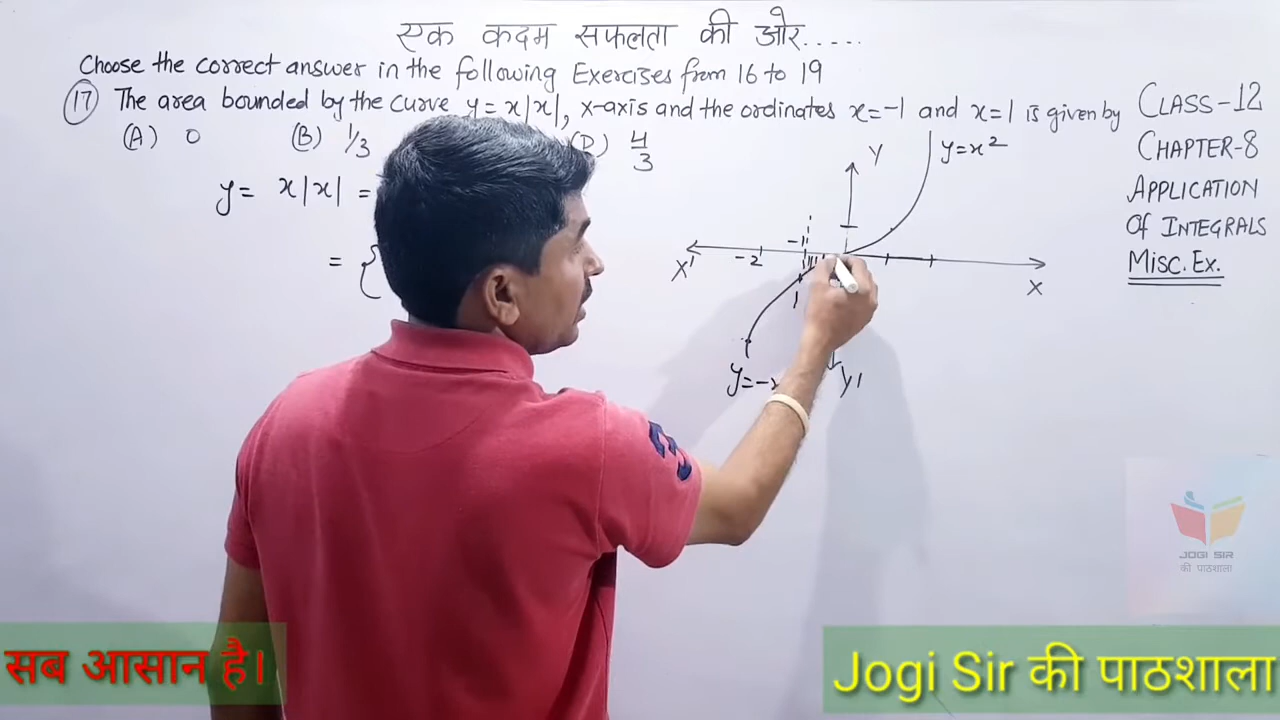 एक कदम सफलता की ओर.....
Choose the correct answer in the following Exercises from 16 to 19
17 The area bounded by the curve y=x|x|, x-axis and the ordinates x=-1 and x=1 is given by
(A) 0 (B) 1/3 (D) 4/3
y = x|x| =
= {
Y
y=x²
-1
-2
X'
X
1
y=-x
Y'
CLASS-12
CHAPTER-8
APPLICATION
Of INTEGRALS
Misc. Ex.
JOGI SIR
की पाठशाला
सब आसान है।
Jogi Sir की पाठशाला